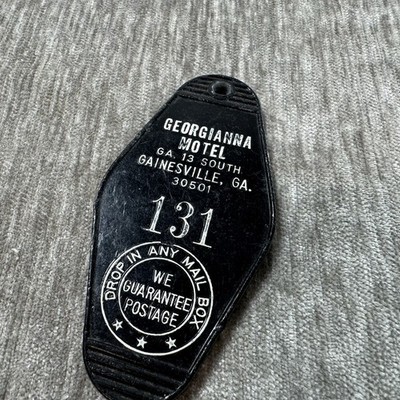 GEORGIANNA
MOTEL
GA. 13 SOUTH
GAINESVILLE, GA.
30501
131
DROP IN ANY MAIL BOX
WE
GUARANTEE
POSTAGE